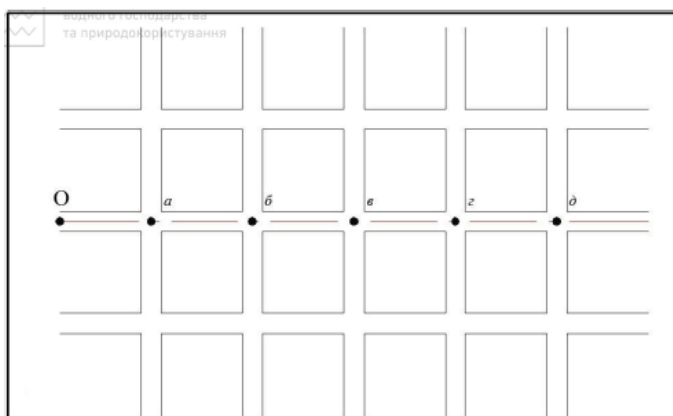 водного господарства
та природокористування
О а б в г д